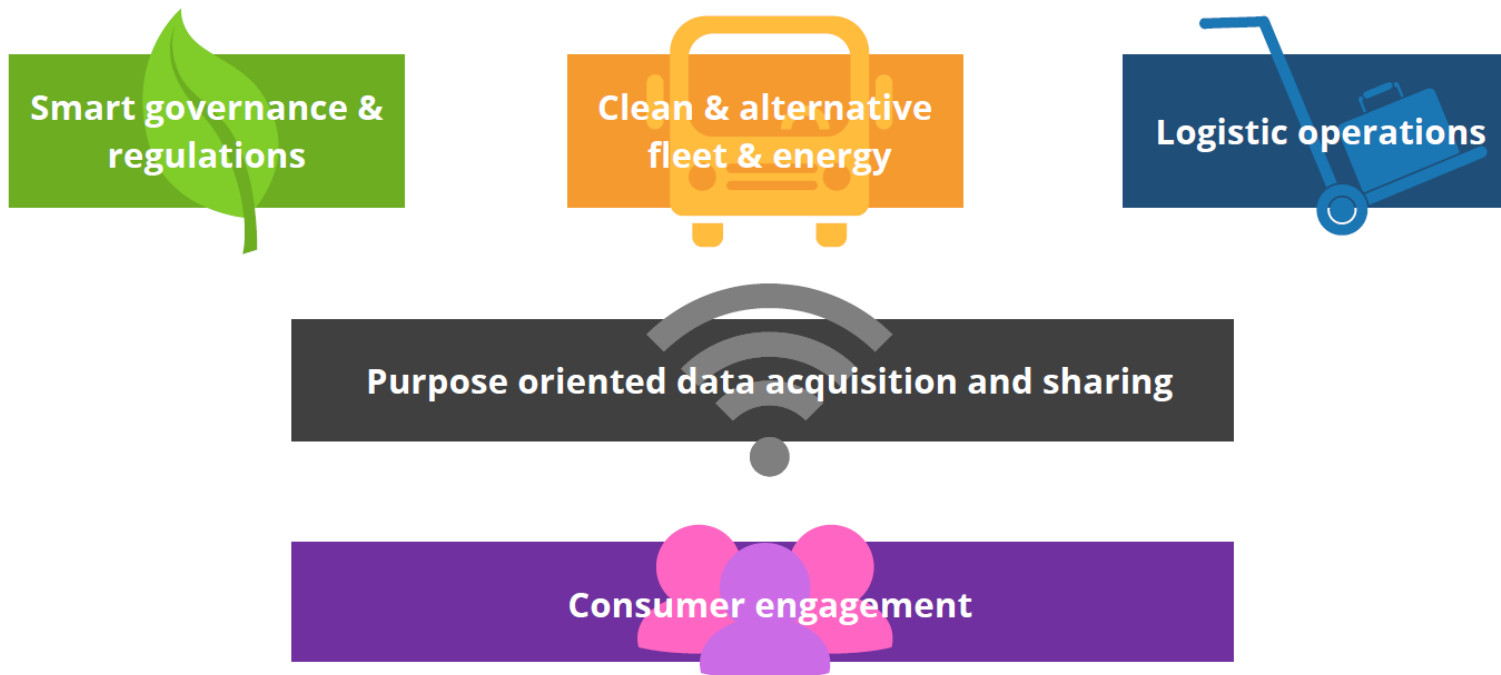 Smart governance &
regulations
Clean & alternative
fleet & energy
Logistic operations
Purpose oriented data acquisition and sharing
Consumer engagement